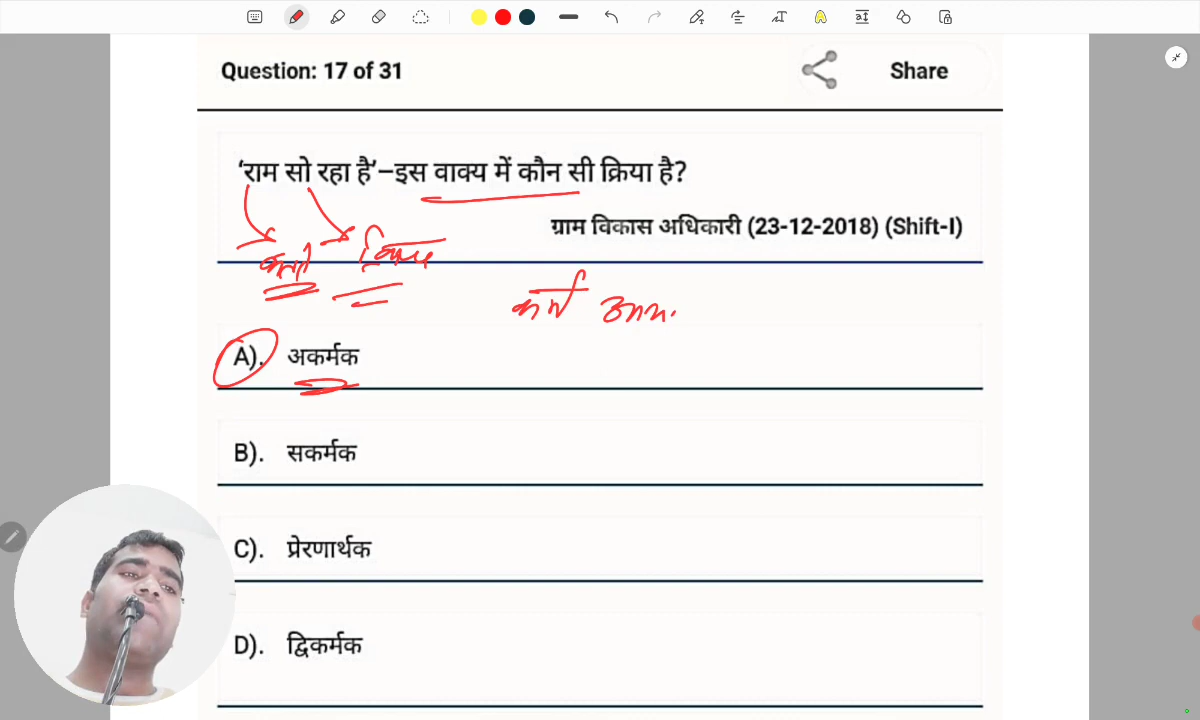 Question: 17 of 31
Share
‘राम सो रहा है’–इस वाक्य में कौन सी क्रिया है?
ग्राम विकास अधिकारी (23-12-2018) (Shift-I)
कर्ता
कर्म
A). अकर्मक
B). सकर्मक
C). प्रेरणार्थक
D). द्विकर्मक